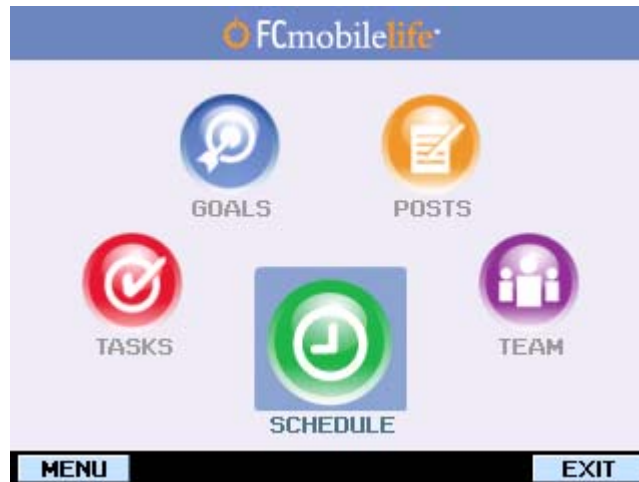 FCmobilelife
GOALS POSTS
TASKS TEAM
SCHEDULE
MENU EXIT